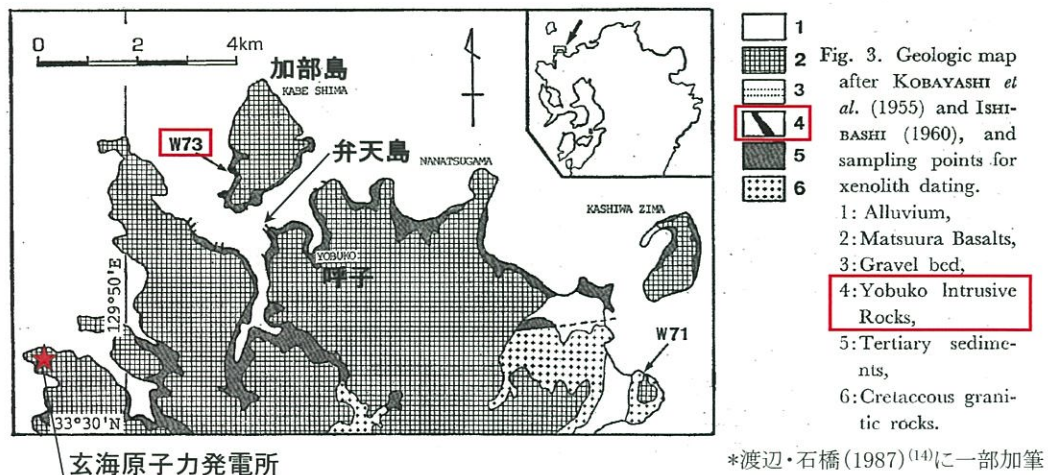 0 2 4km
加部島
KABE SHIMA
W73
弁天島
NANATSUGAMA
KASHIWA ZIMA
YOBUKO
呼子
129°50'E
W71
33°30'N
玄海原子力発電所
1
2
3
4
5
6
Fig. 3. Geologic map
after KOBAYASHI et
al. (1955) and ISHI-
BASHI (1960), and
sampling points for
xenolith dating.
1: Alluvium,
2: Matsuura Basalts,
3: Gravel bed,
4: Yobuko Intrusive
Rocks,
5: Tertiary sedime-
nts,
6: Cretaceous grani-
tic rocks.
*渡辺・石橋(1987)(14)に一部加筆